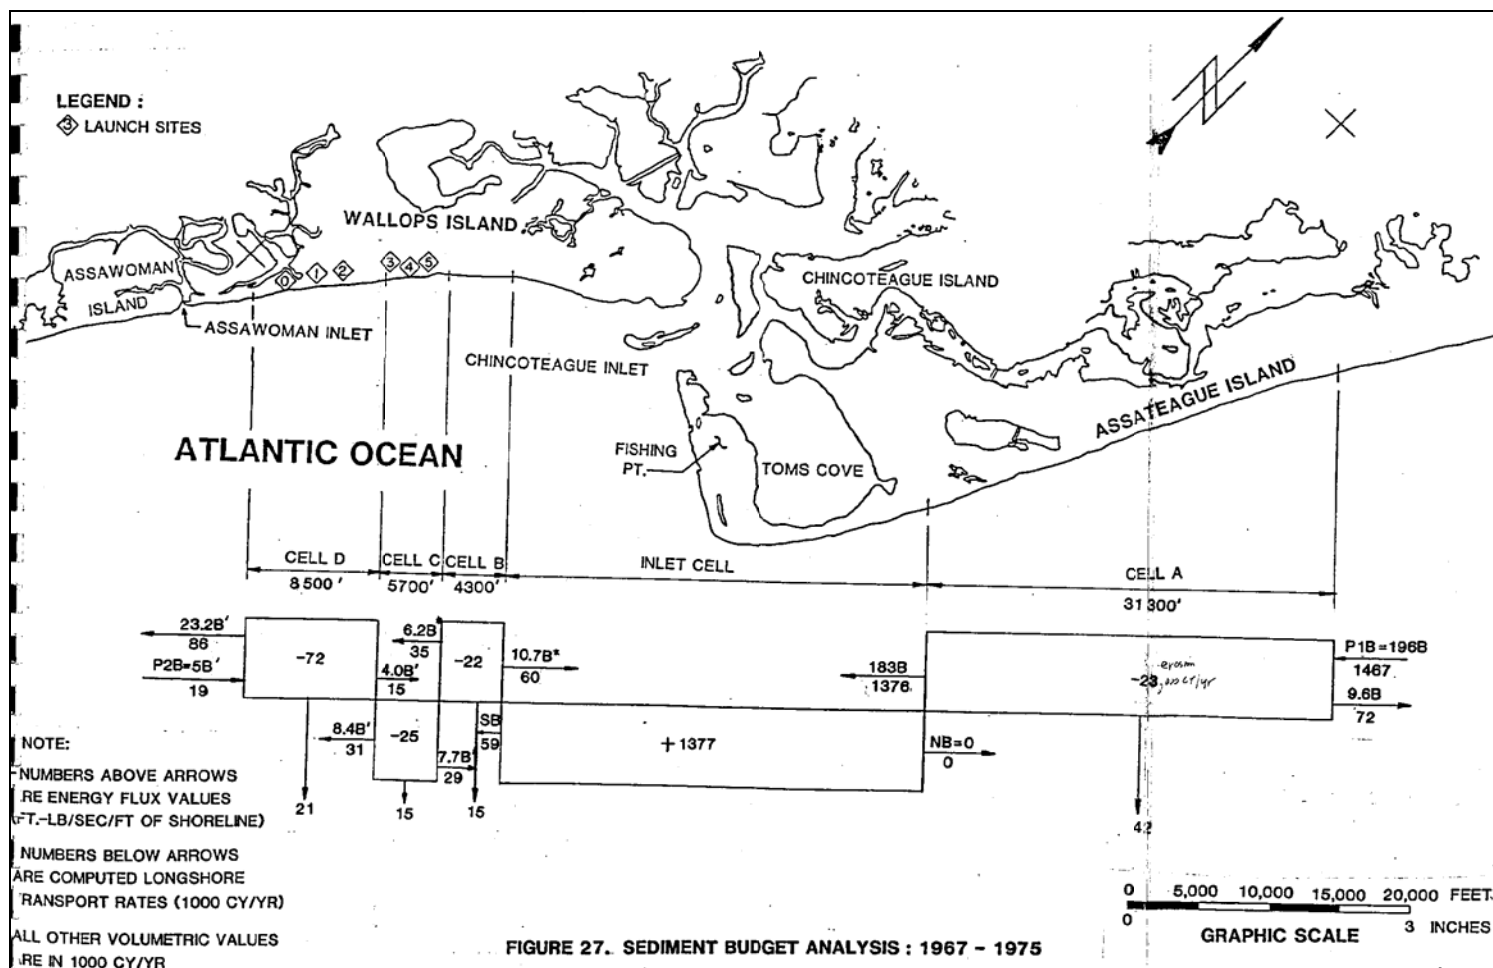 LEGEND :
3 LAUNCH SITES
WALLOPS ISLAND
ASSAWOMAN
ISLAND
0 1 2 3 4 5
ASSAWOMAN INLET
CHINCOTEAGUE ISLAND
CHINCOTEAGUE INLET
ASSATEAGUE ISLAND
ATLANTIC OCEAN
FISHING
PT.
TOMS COVE
CELL D
8500'
CELL C
5700'
CELL B
4300'
INLET CELL
CELL A
31300'
23.2B'
86
P2B=5B'
19
-72
4.0B'
15
6.2B
35
-22
10.7B*
60
183B
1376
-23
erosion
P1B=196B
1467
9.6B
72
8.4B'
31
-25
7.7B'
29
SB
59
+1377
NB=0
0
21
15
15
42
NOTE:
NUMBERS ABOVE ARROWS
RE ENERGY FLUX VALUES
FT.-LB/SEC/FT OF SHORELINE)
NUMBERS BELOW ARROWS
ARE COMPUTED LONGSHORE
RANSPORT RATES (1000 CY/YR)
ALL OTHER VOLUMETRIC VALUES
RE IN 1000 CY/YR
0 5,000 10,000 15,000 20,000 FEET
0 3 INCHES
GRAPHIC SCALE
FIGURE 27. SEDIMENT BUDGET ANALYSIS : 1967 - 1975